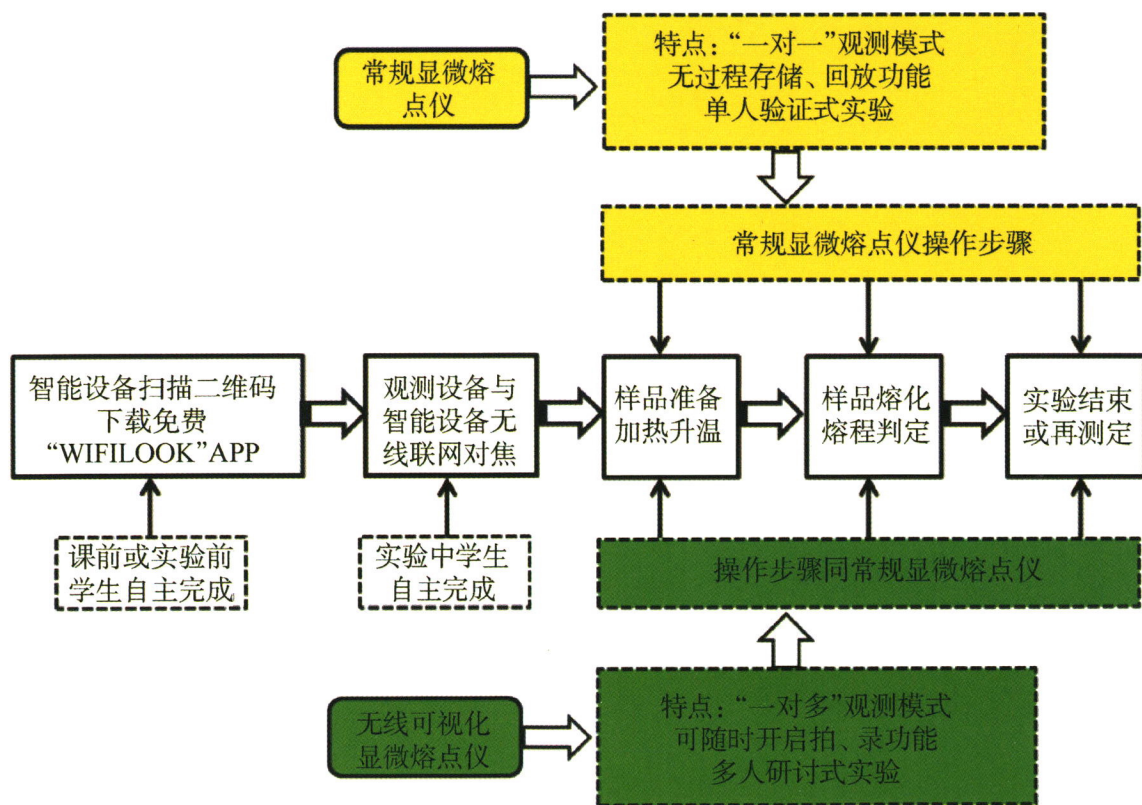 常规显微熔
点仪
特点:“一对一”观测模式
无过程存储、回放功能
单人验证式实验
常规显微熔点仪操作步骤
智能设备扫描二维码
下载免费
“WIFILOOK”APP
观测设备与
智能设备无
线联网对焦
样品准备
加热升温
样品熔化
熔程判定
实验结束
或再测定
课前或实验前
学生自主完成
实验中学生
自主完成
操作步骤同常规显微熔点仪
无线可视化
显微熔点仪
特点:“一对多”观测模式
可随时开启拍、录功能
多人研讨式实验